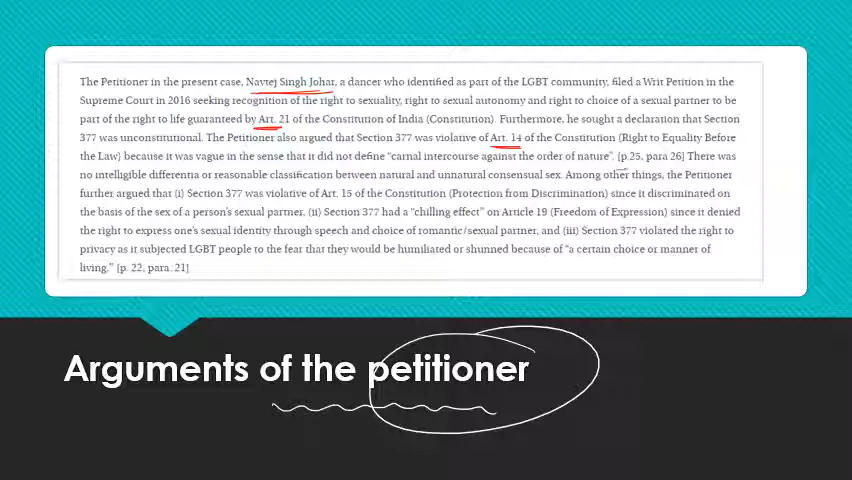 The Petitioner in the present case, Navtej Singh Johar, a dancer who identified as part of the LGBT community, filed a Writ Petition in the
Supreme Court in 2016 seeking recognition of the right to sexuality, right to sexual autonomy and right to choice of a sexual partner to be
part of the right to life guaranteed by Art. 21 of the Constitution of India (Constitution). Furthermore, he sought a declaration that Section
377 was unconstitutional. The Petitioner also argued that Section 377 was violative of Art. 14 of the Constitution (Right to Equality Before
the Law) because it was vague in the sense that it did not define “carnal intercourse against the order of nature”. [p.25, para 26] There was
no intelligible differentia or reasonable classification between natural and unnatural consensual sex. Among other things, the Petitioner
further argued that (i) Section 377 was violative of Art. 15 of the Constitution (Protection from Discrimination) since it discriminated on
the basis of the sex of a person’s sexual partner, (ii) Section 377 had a “chilling effect” on Article 19 (Freedom of Expression) since it denied
the right to express one’s sexual identity through speech and choice of romantic/sexual partner, and (iii) Section 377 violated the right to
privacy as it subjected LGBT people to the fear that they would be humiliated or shunned because of “a certain choice or manner of
living.” [p. 22, para. 21]
Arguments of the petitioner